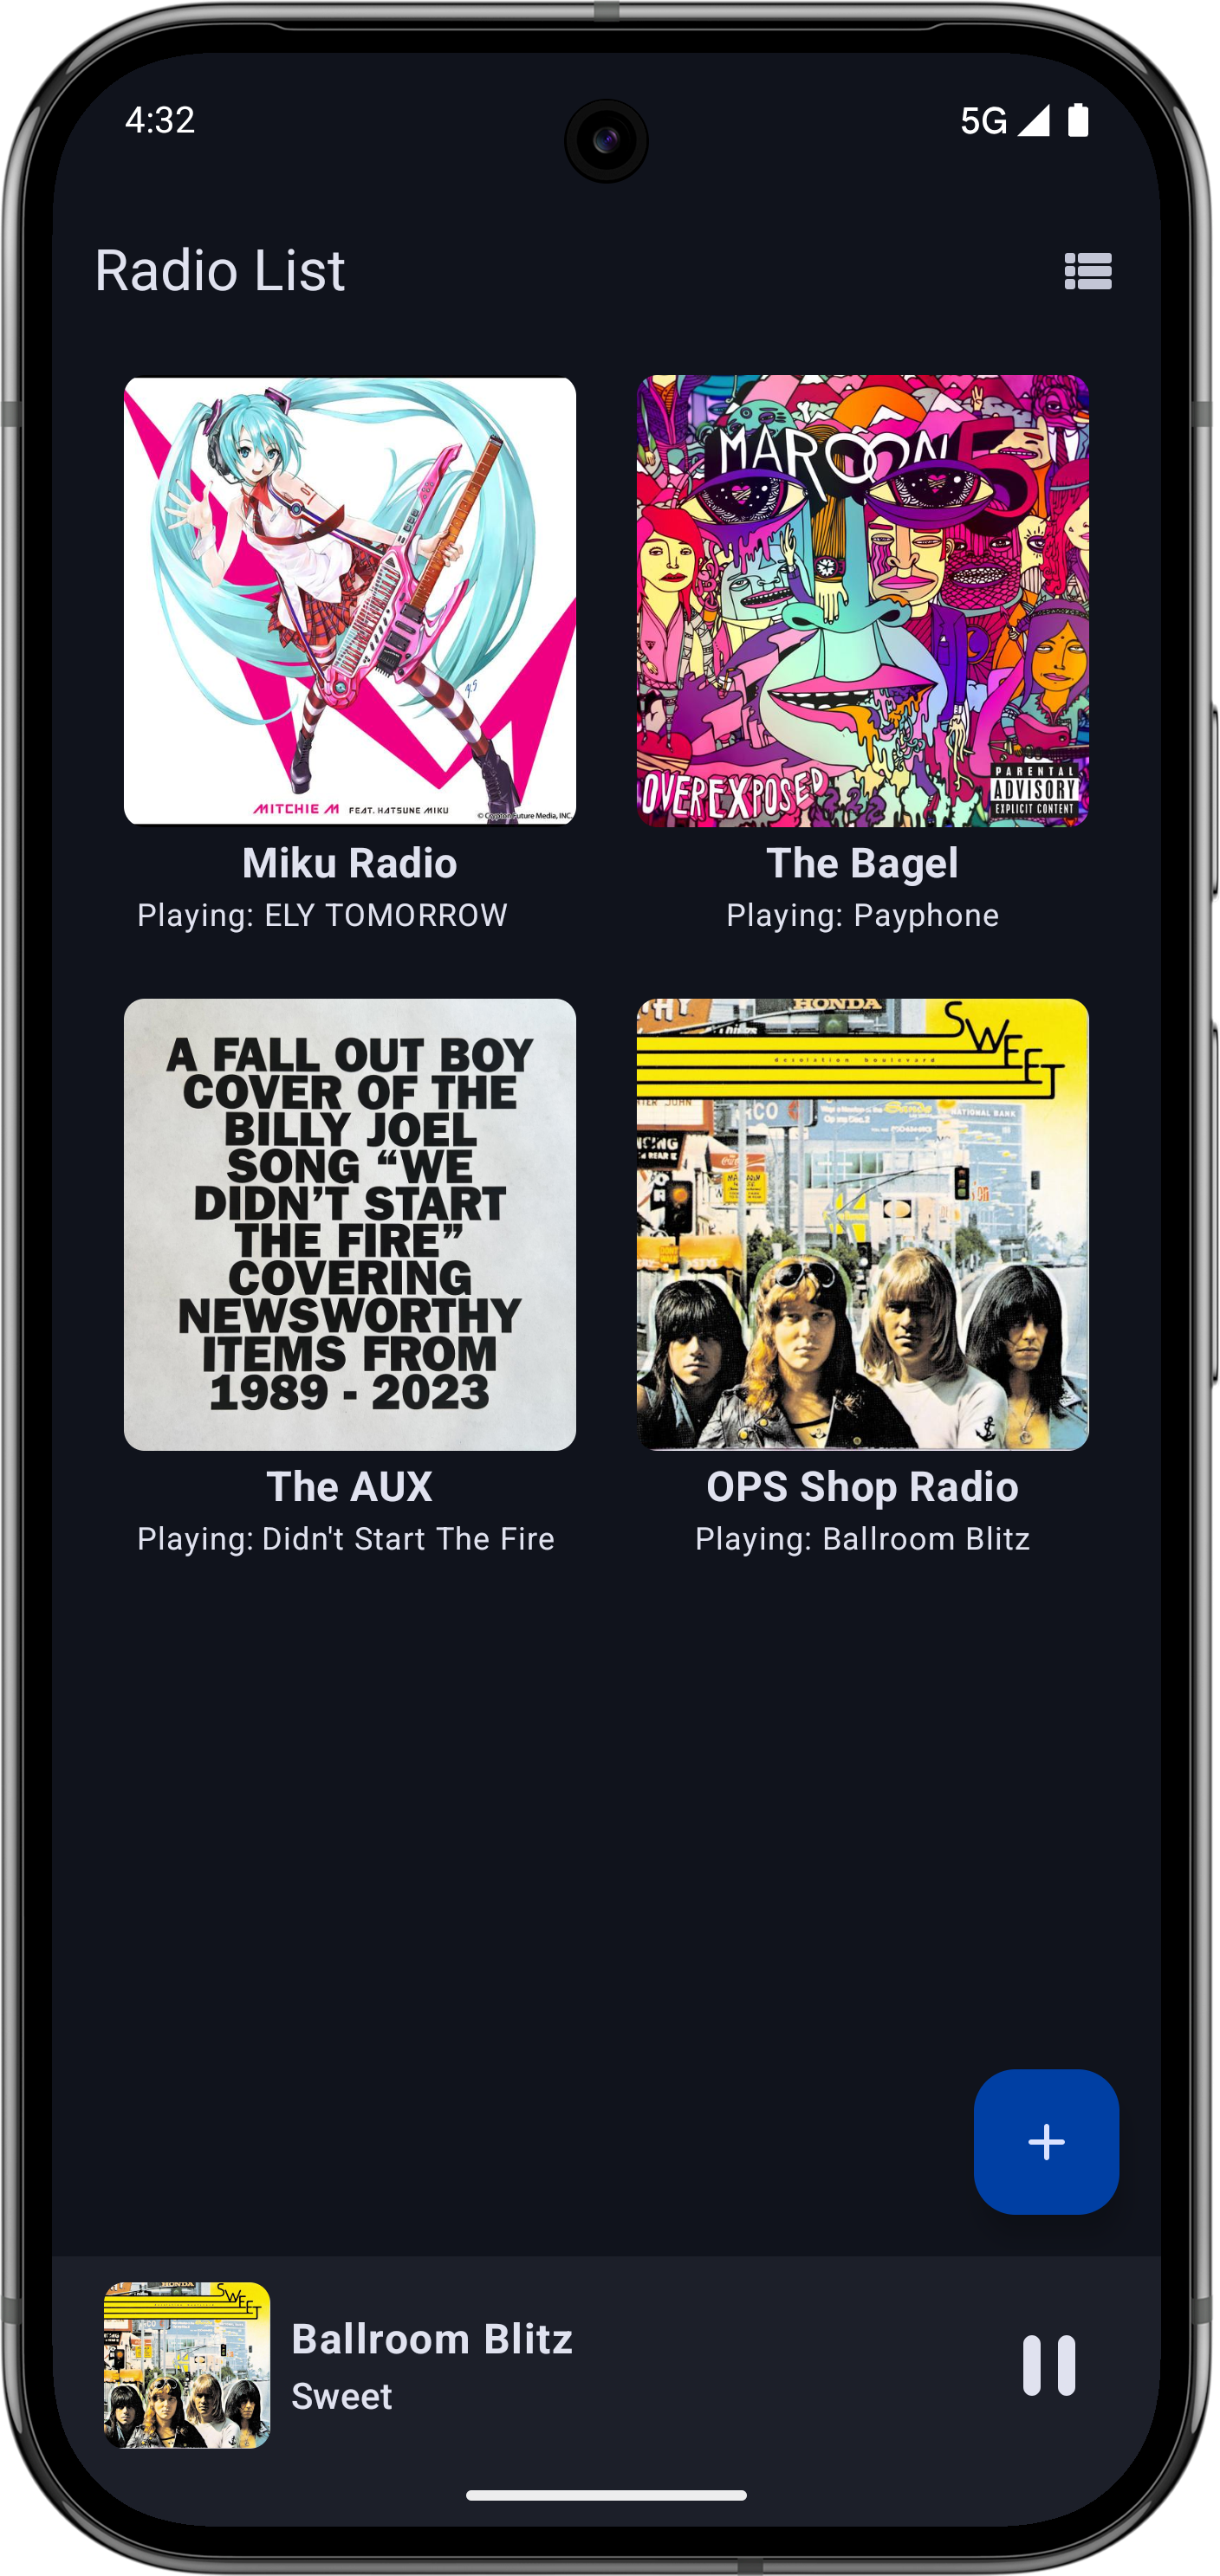 4:32
5G
Radio List
MAROON 5
OVEREXPOSED
PARENTAL
ADVISORY
EXPLICIT CONTENT
MITCHIE M FEAT. HATSUNE MIKU
© Crypton Future Media, INC.
Miku Radio
The Bagel
Playing: ELY TOMORROW
Playing: Payphone
A FALL OUT BOY
COVER OF THE
BILLY JOEL
SONG “WE
DIDN’T START
THE FIRE”
COVERING
NEWSWORTHY
ITEMS FROM
1989 - 2023
HONDA
SWEET
desolation boulevard
NATIONAL BANK
The AUX
OPS Shop Radio
Playing: Didn't Start The Fire
Playing: Ballroom Blitz
SWEET
Ballroom Blitz
Sweet